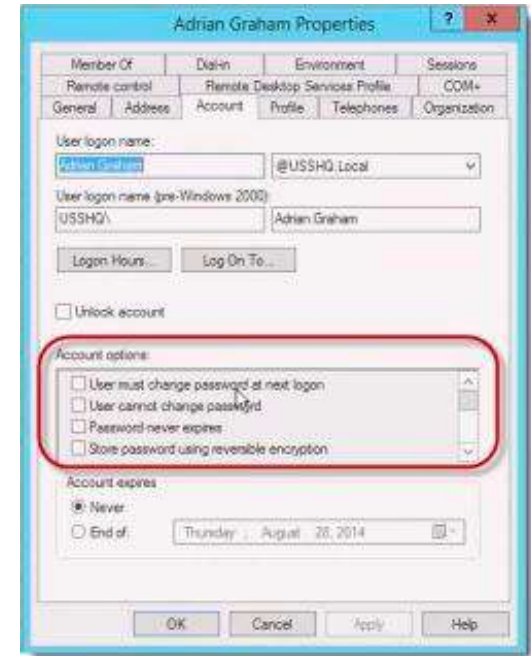 Adrian Graham Properties
? x
Member Of Dial-in Environment Sessions
Remote control Remote Desktop Services Profile COM+
General Address Account Profile Telephones Organization
User logon name:
Adrian Graham @USSHQ.Local
User logon name (pre-Windows 2000):
USSHQ\ Adrian Graham
Logon Hours... Log On To...
Unlock account
Account options:
User must change password at next logon
User cannot change password
Password never expires
Store password using reversible encryption
Account expires
Never
End of: Thursday , August 28, 2014
OK Cancel Apply Help